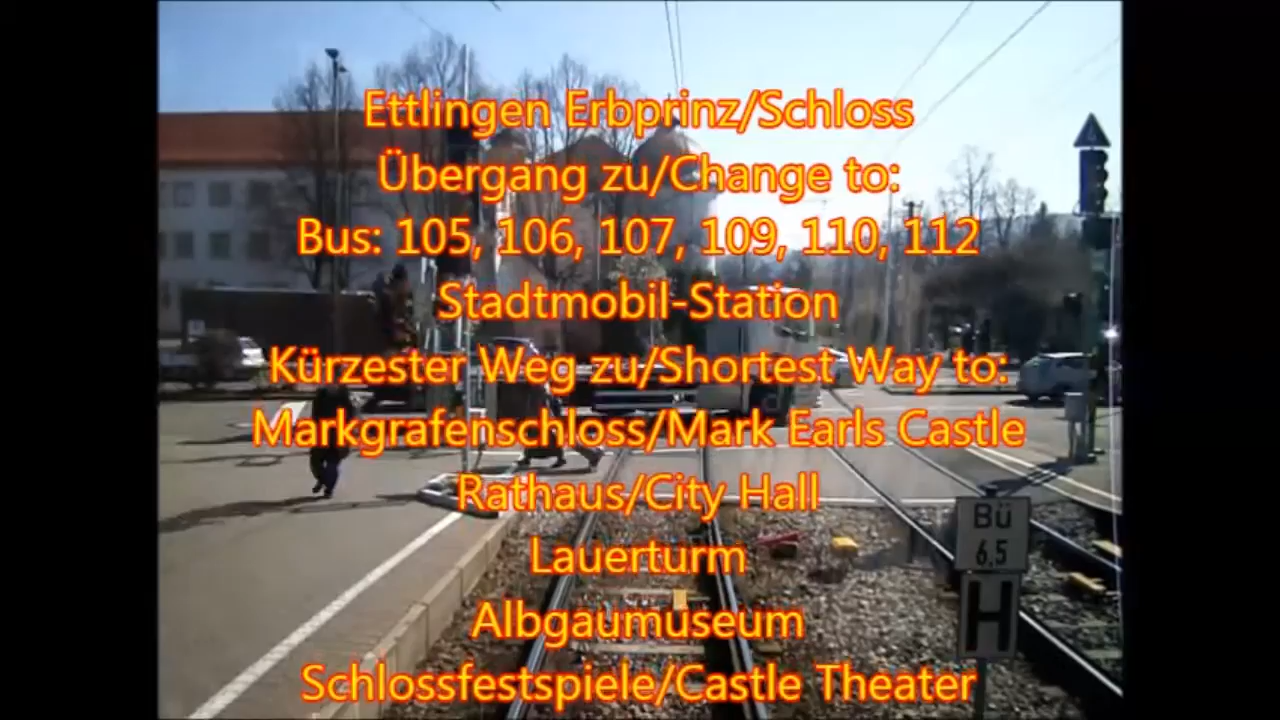 Ettlingen Erbprinz/Schloss
Übergang zu/Change to:
Bus: 105, 106, 107, 109, 110, 112
Stadtmobil-Station
Kürzester Weg zu/Shortest Way to:
Markgrafenschloss/Mark Earls Castle
Rathaus/City Hall
Lauerturm
Albgaumuseum
Schlossfestspiele/Castle Theater
Bü
6,5
H